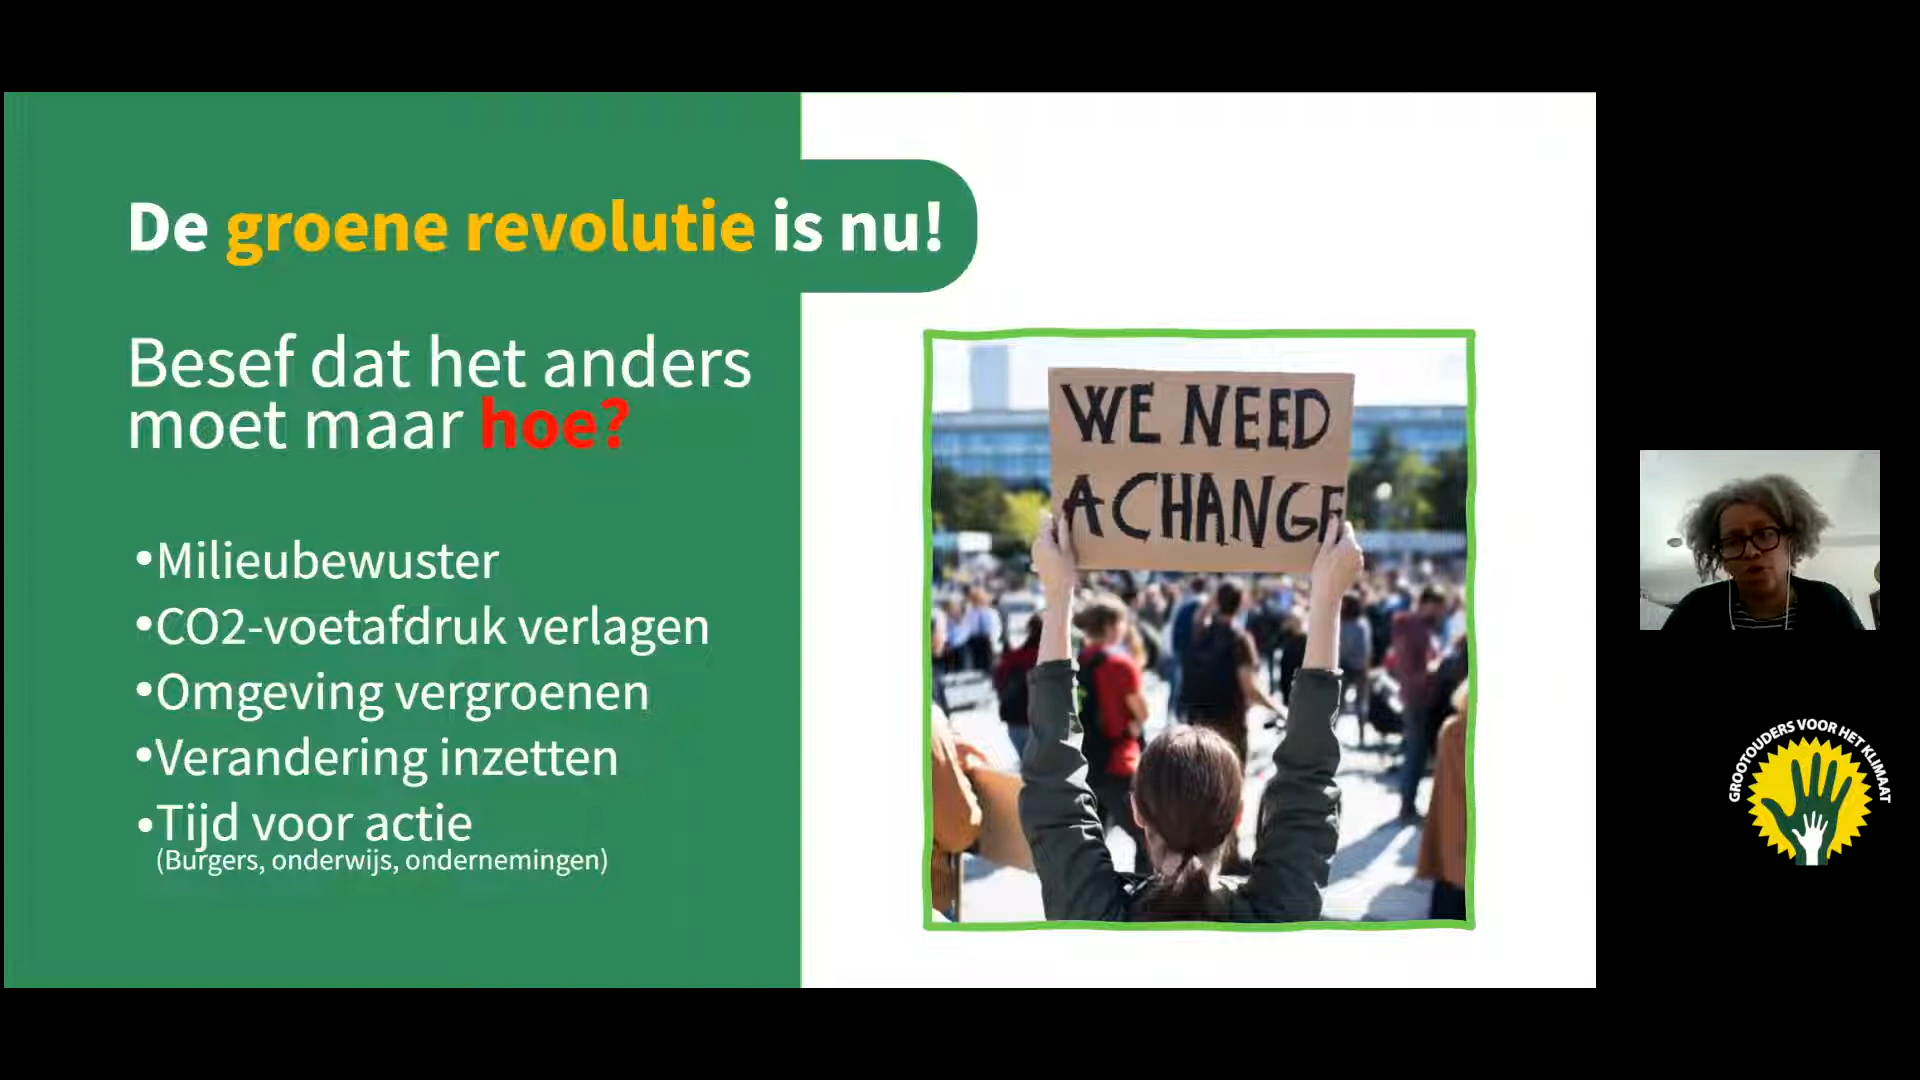 De groene revolutie is nu!
Besef dat het anders
moet maar hoe?
•Milieubewuster
•CO2-voetafdruk verlagen
•Omgeving vergroenen
•Verandering inzetten
•Tijd voor actie
(Burgers, onderwijs, ondernemingen)
WE NEED
A CHANGE
GROOTOUDERS VOOR HET KLIMAAT